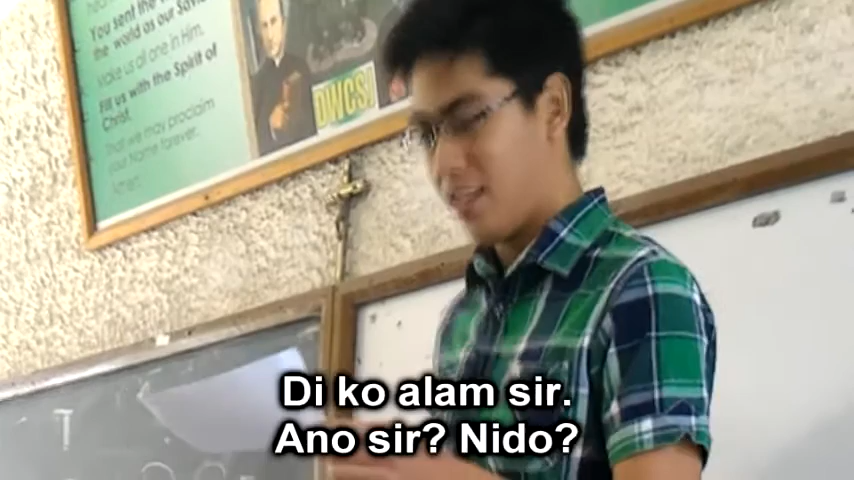 You sent the
the world as our Savior
Make us all one in Him.
Fill us with the Spirit of
Christ.
That we may proclaim
your Name forever.
Amen.
DWCSJ
Di ko alam sir.
Ano sir? Nido?